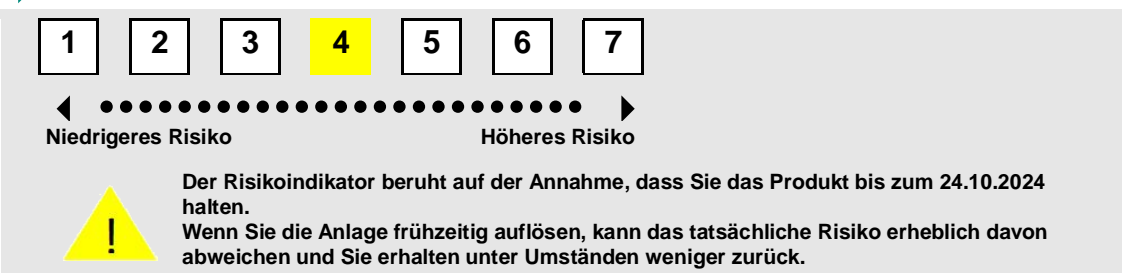 1 2 3 4 5 6 7
Niedrigeres Risiko Höheres Risiko
Der Risikoindikator beruht auf der Annahme, dass Sie das Produkt bis zum 24.10.2024
halten.
! Wenn Sie die Anlage frühzeitig auflösen, kann das tatsächliche Risiko erheblich davon
abweichen und Sie erhalten unter Umständen weniger zurück.